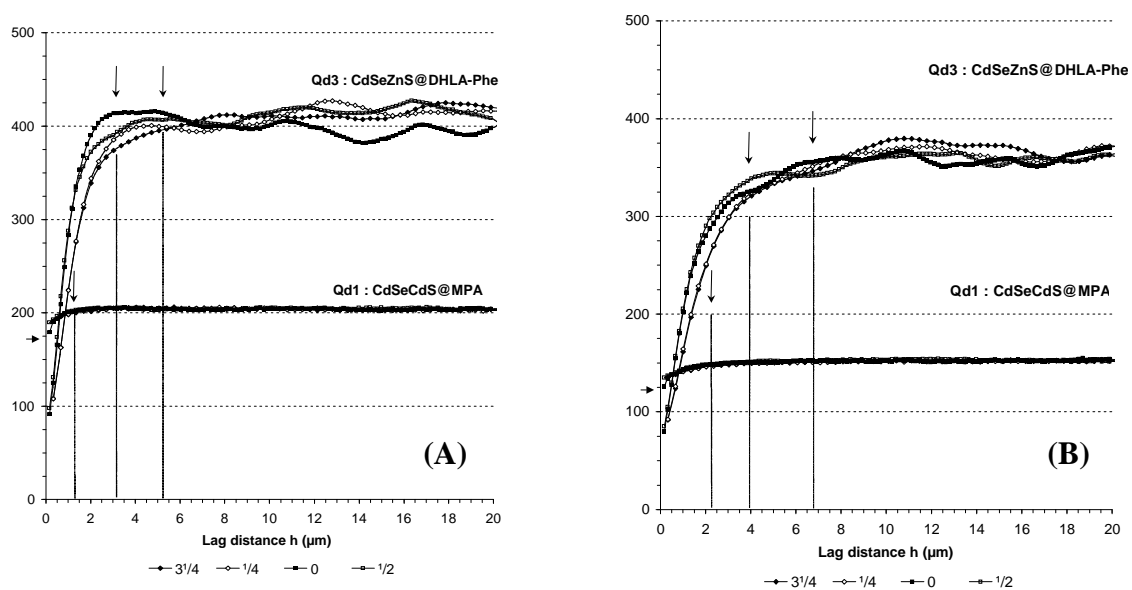 500
Qd3 : CdSeZnS@DHLA-Phe
400
300
Qd1 : CdSeCdS@MPA
200
100
(A)
0
0 2 4 6 8 10 12 14 16 18 20
Lag distance h (µm)
3¹/4 ¹/4 0 ¹/2
500
Qd3 : CdSeZnS@DHLA-Phe
400
300
Qd1 : CdSeCdS@MPA
200
100
(B)
0
0 2 4 6 8 10 12 14 16 18 20
Lag distance h (µm)
3¹/4 ¹/4 0 ¹/2